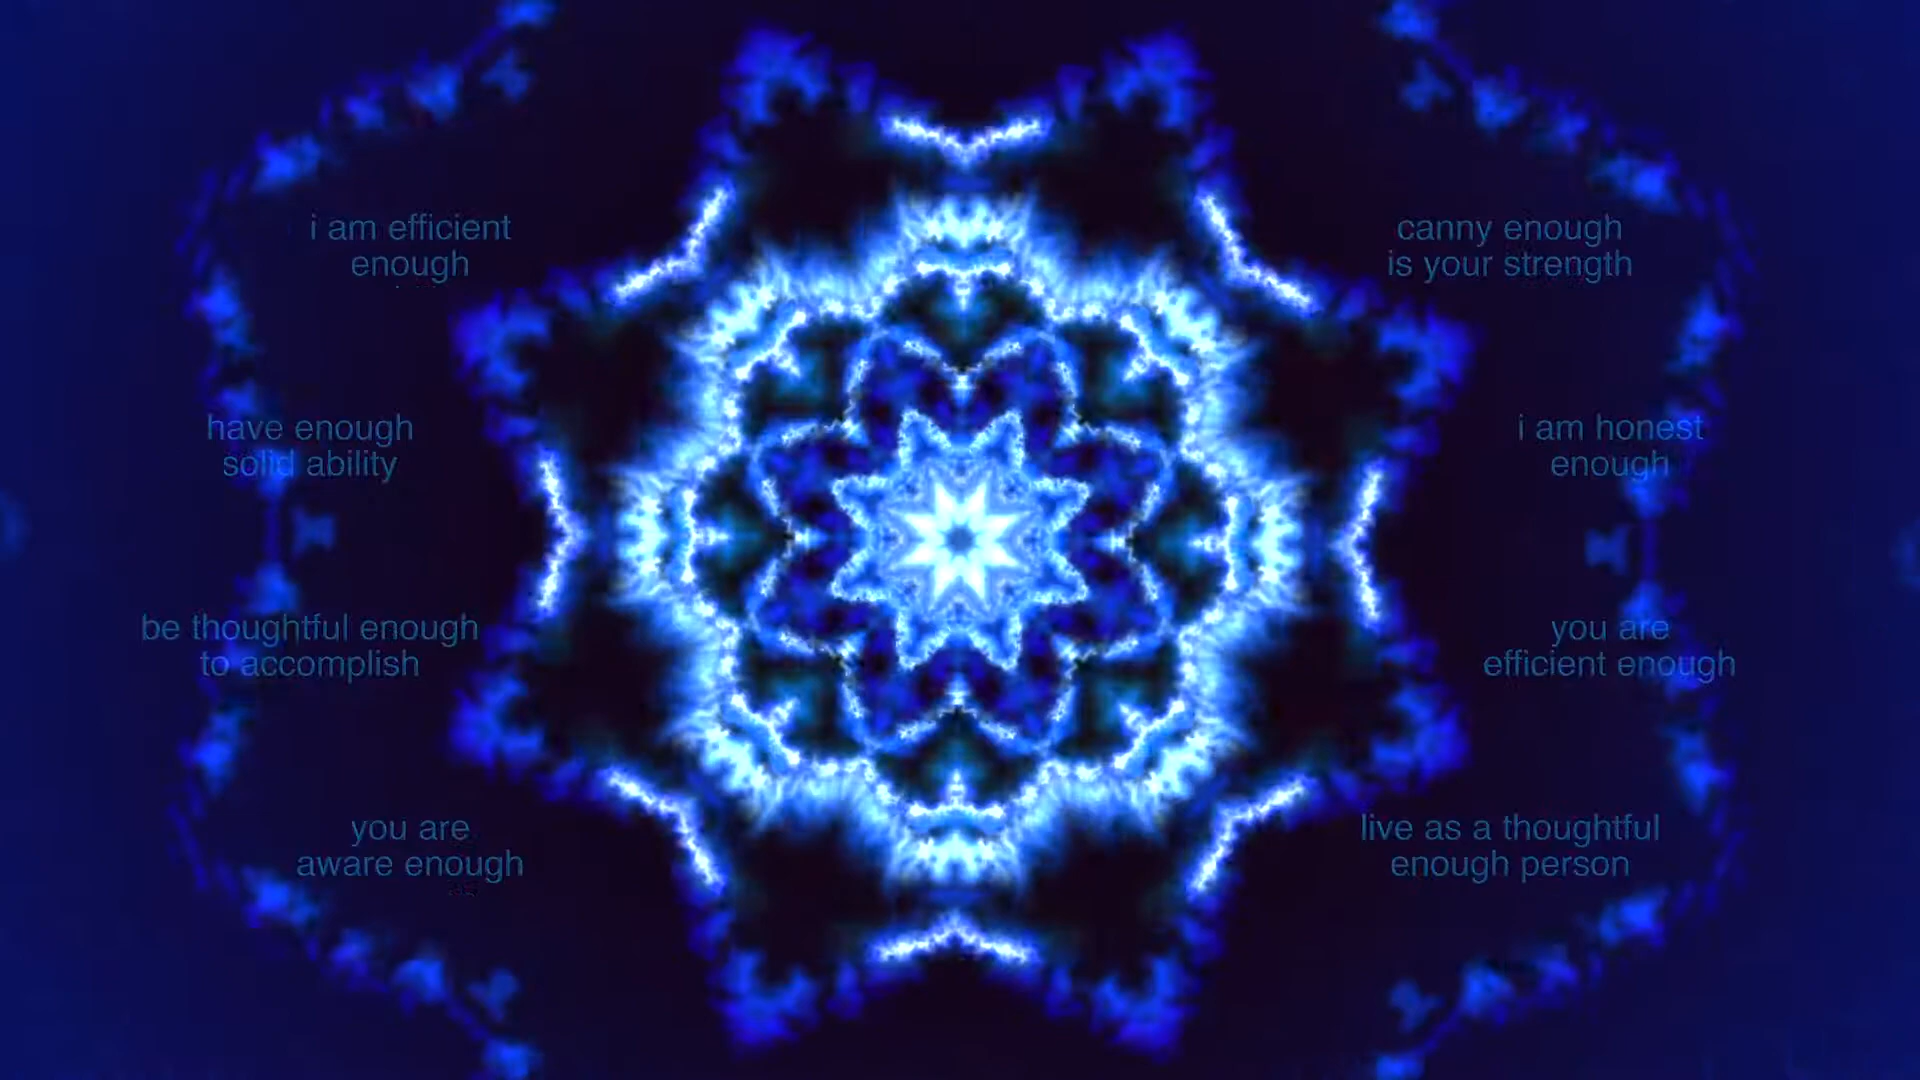 i am efficient
enough
canny enough
is your strength
have enough
solid ability
i am honest
enough
be thoughtful enough
to accomplish
you are
efficient enough
you are
aware enough
live as a thoughtful
enough person